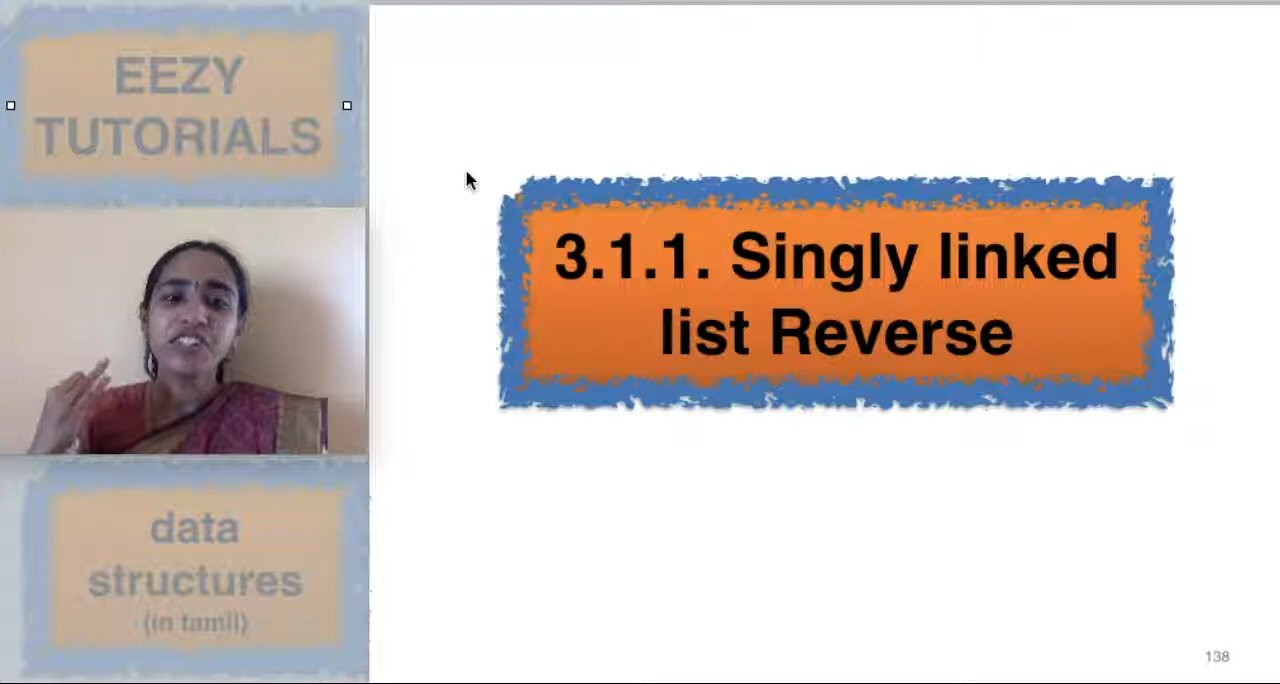 EEZY
TUTORIALS
3.1.1. Singly linked
list Reverse
data
structures
(in tamil)
138